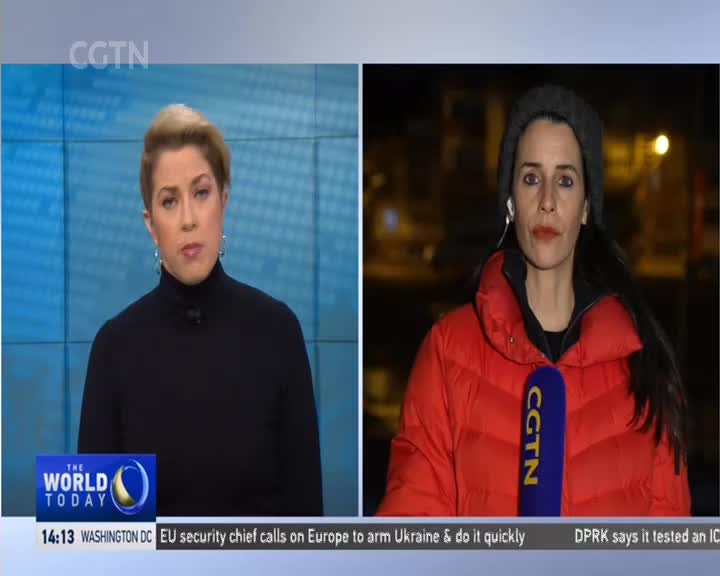 CGTN
CGTN
THE
WORLD
TODAY
14:13 WASHINGTON DC EU security chief calls on Europe to arm Ukraine & do it quickly DPRK says it tested an IC